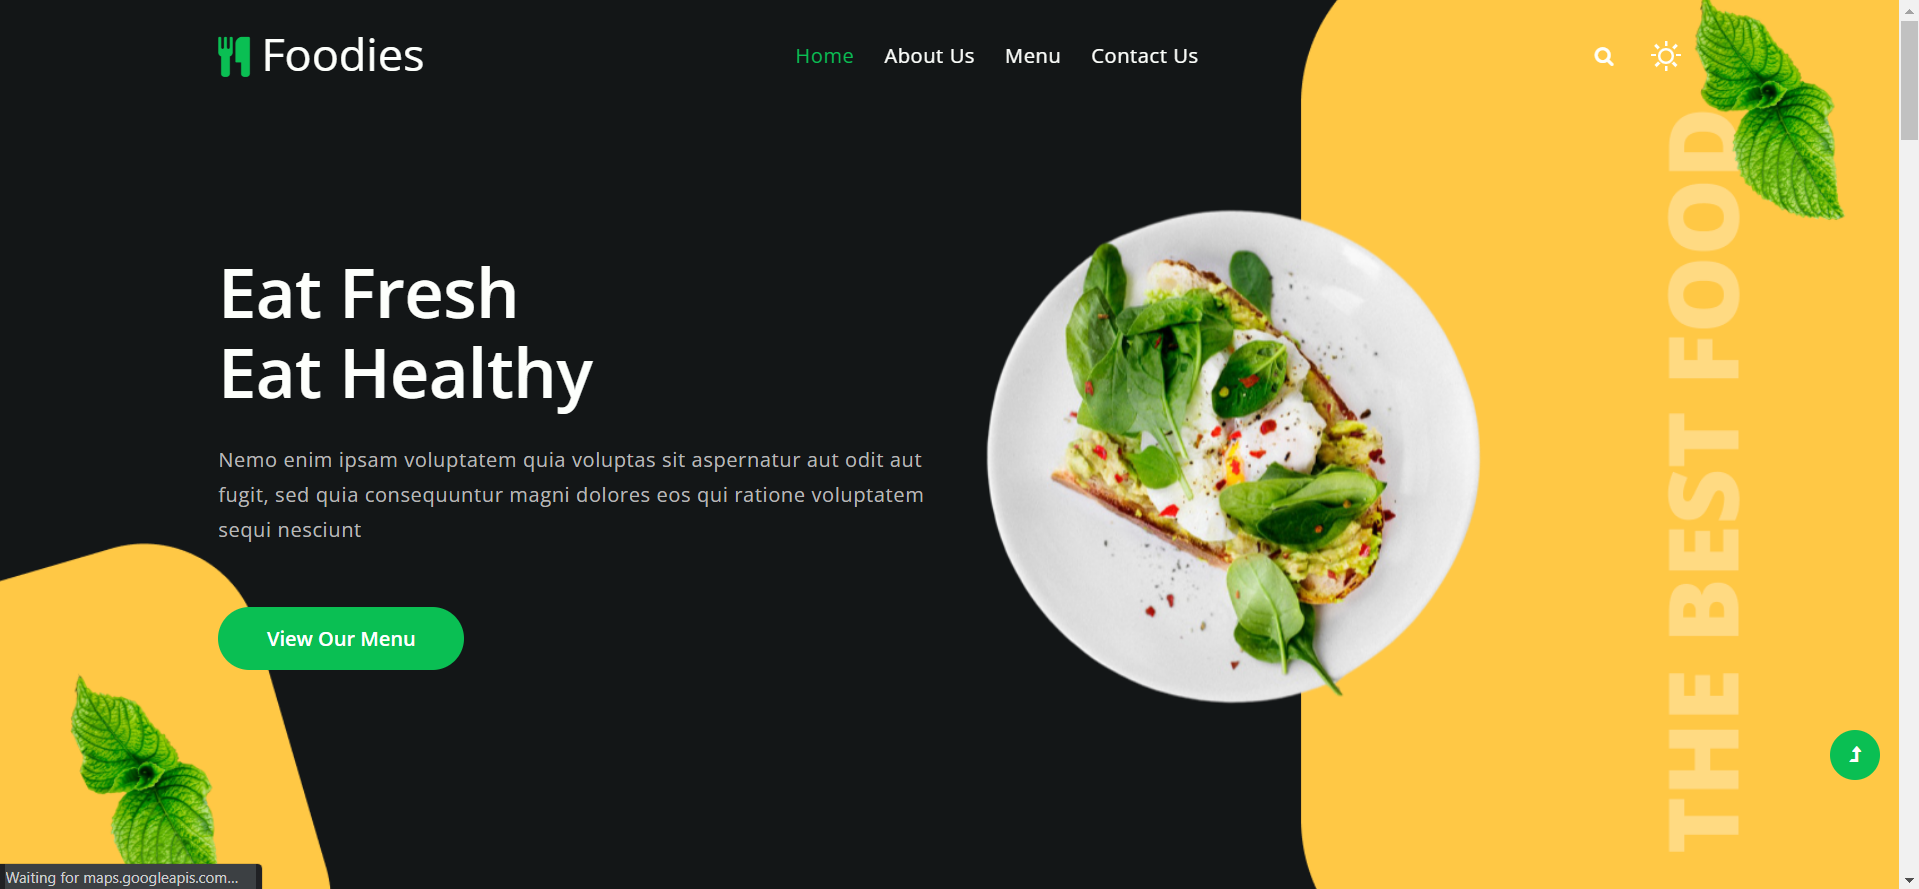 Foodies
Home About Us Menu Contact Us
Eat Fresh
Eat Healthy
Nemo enim ipsam voluptatem quia voluptas sit aspernatur aut odit aut
fugit, sed quia consequuntur magni dolores eos qui ratione voluptatem
sequi nesciunt
View Our Menu
THE BEST FOOD
Waiting for maps.googleapis.com...